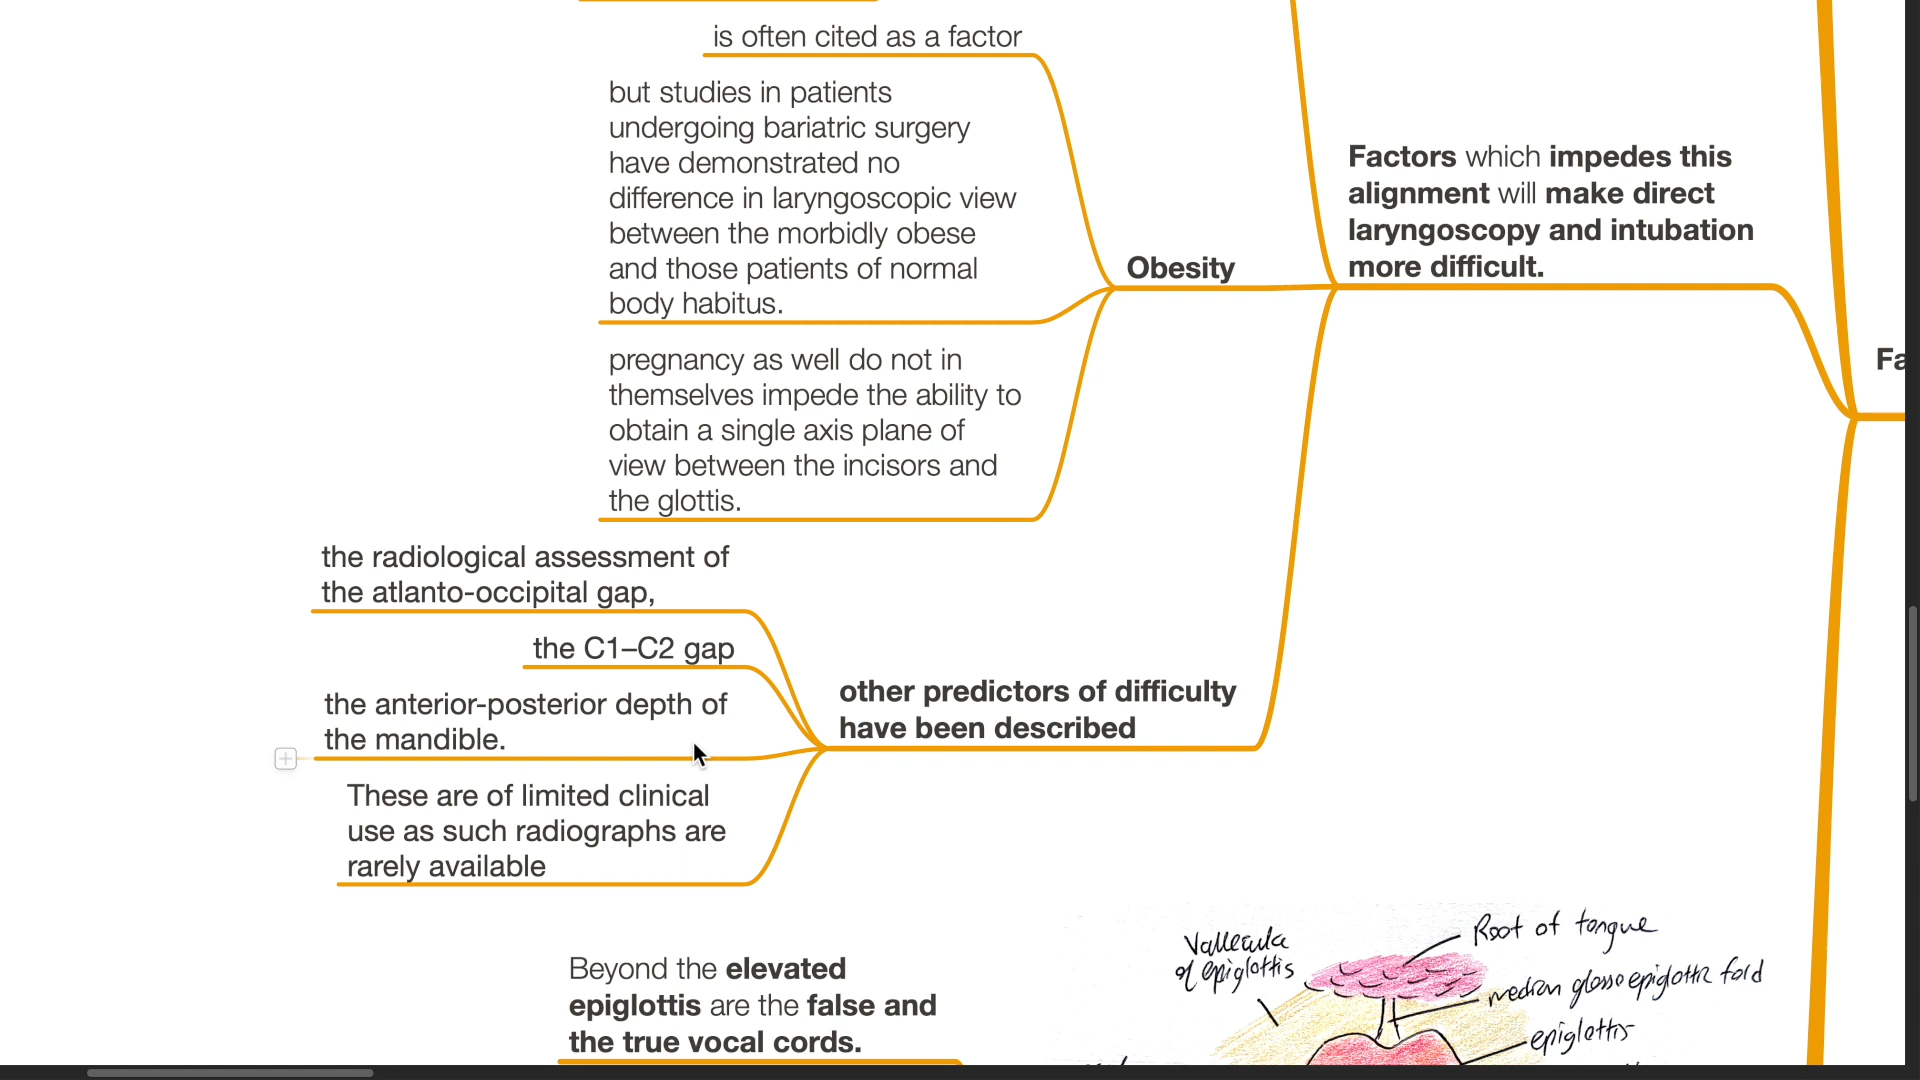 is often cited as a factor
but studies in patients
undergoing bariatric surgery
have demonstrated no
difference in laryngoscopic view
between the morbidly obese
and those patients of normal
body habitus.
pregnancy as well do not in
themselves impede the ability to
obtain a single axis plane of
view between the incisors and
the glottis.
Obesity
Factors which impedes this
alignment will make direct
laryngoscopy and intubation
more difficult.
Fa
the radiological assessment of
the atlanto-occipital gap,
the C1–C2 gap
the anterior-posterior depth of
the mandible.
These are of limited clinical
use as such radiographs are
rarely available
other predictors of difficulty
have been described
Beyond the elevated
epiglottis are the false and
the true vocal cords.
Vallecula
of epiglottis
Root of tongue
median glosso epiglottic fold
epiglottis